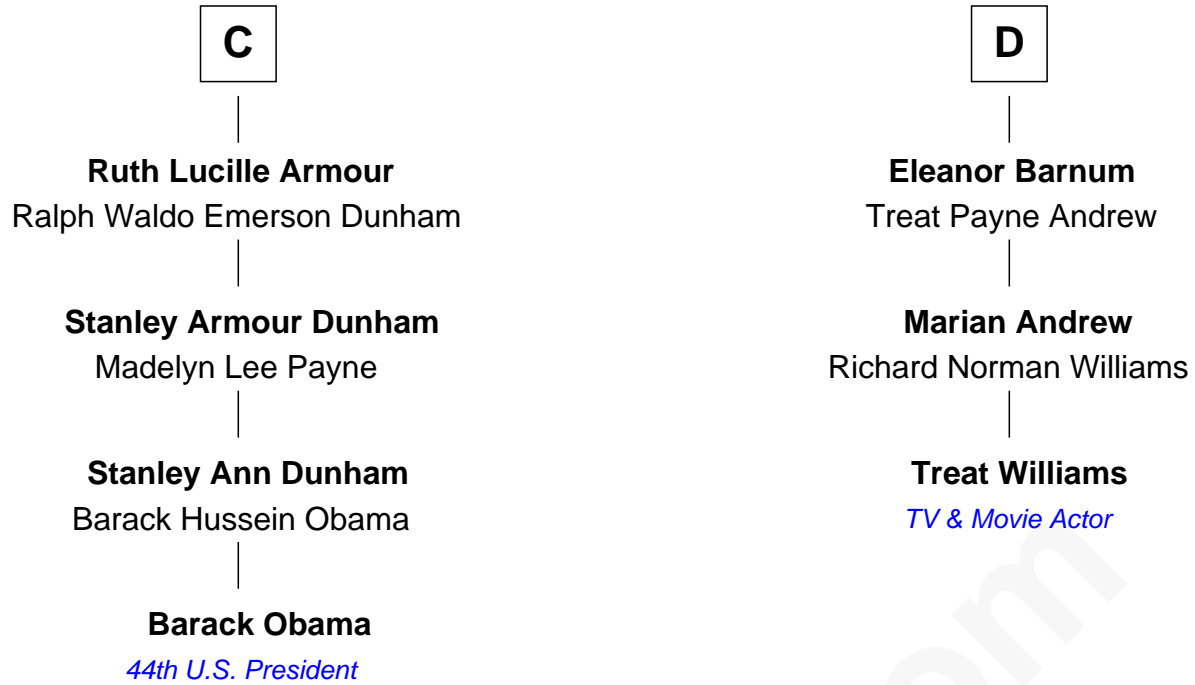 C
Ruth Lucille Armour
Ralph Waldo Emerson Dunham
Stanley Armour Dunham
Madelyn Lee Payne
Stanley Ann Dunham
Barack Hussein Obama
Barack Obama
44th U.S. President
D
Eleanor Barnum
Treat Payne Andrew
Marian Andrew
Richard Norman Williams
Treat Williams
TV & Movie Actor